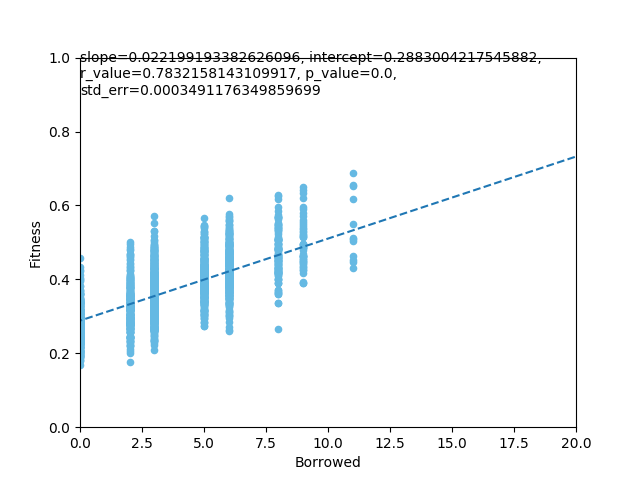 slope=0.022199193382626096, intercept=0.2883004217545882,
r_value=0.7832158143109917, p_value=0.0,
std_err=0.0003491176349859699
1.0
0.8
0.6
0.4
0.2
0.0
Fitness
0.0 2.5 5.0 7.5 10.0 12.5 15.0 17.5 20.0
Borrowed